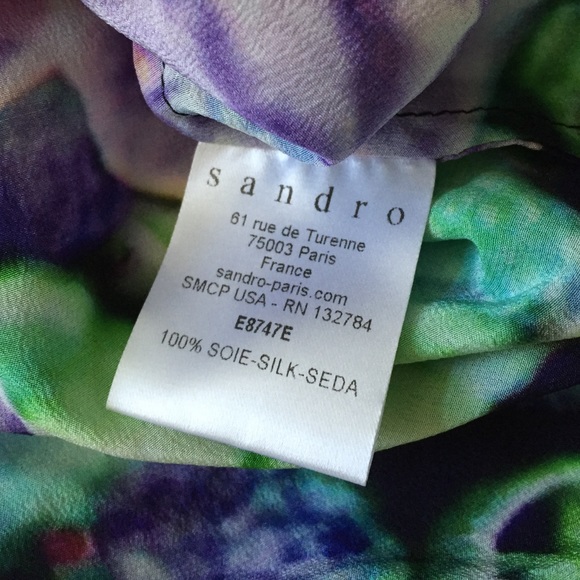 sandro
61 rue de Turenne
75003 Paris
France
sandro-paris.com
SMCP USA - RN 132784
E8747E
100% SOIE-SILK-SEDA